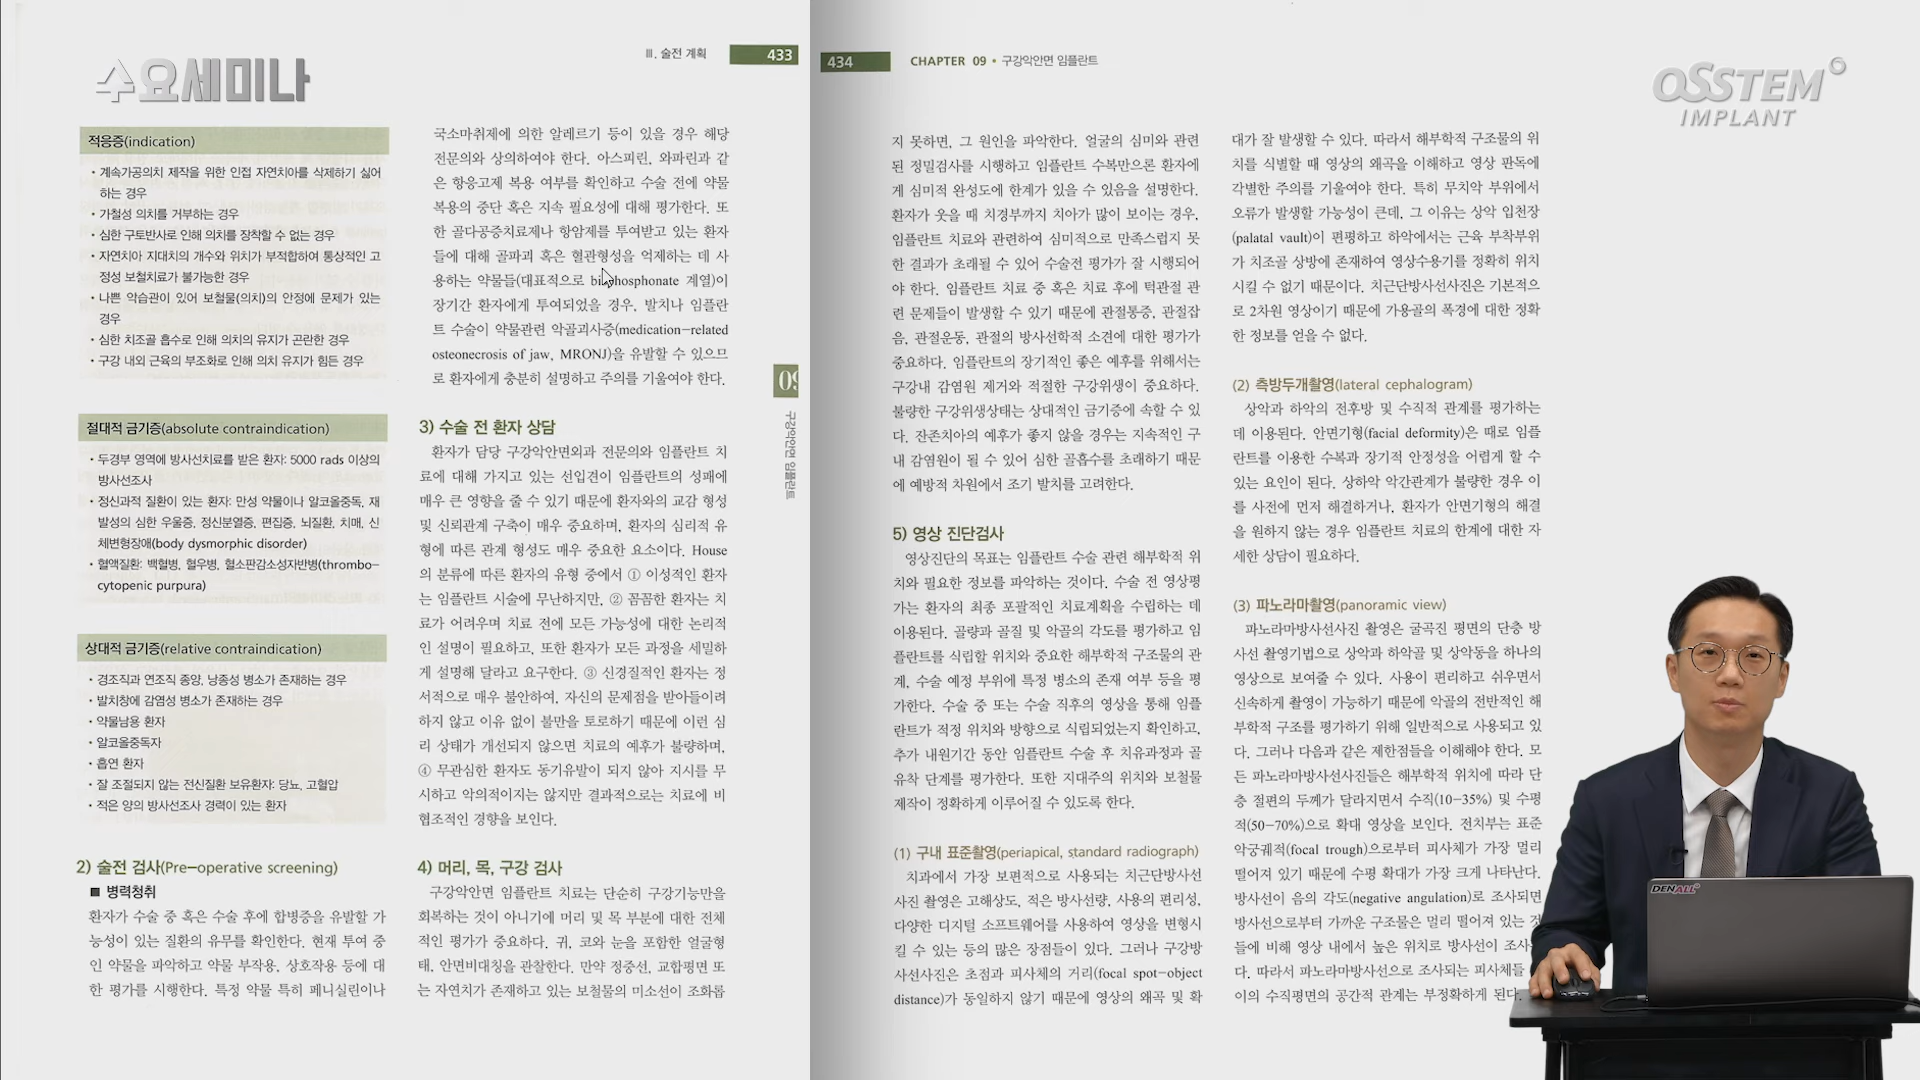 수요세미나
Ⅲ. 술전 계획 433
적응증(indication)
• 계속가공의치 제작을 위한 인접 자연치아를 삭제하기 싫어
하는 경우
• 가철성 의치를 거부하는 경우
• 심한 구토반사로 인해 의치를 장착할 수 없는 경우
• 자연치아 지대치의 개수와 위치가 부적합하여 통상적인 고
정성 보철치료가 불가능한 경우
• 나쁜 악습관이 있어 보철물(의치)의 안정에 문제가 있는
경우
• 심한 치조골 흡수로 인해 의치의 유지가 곤란한 경우
• 구강 내외 근육의 부조화로 인해 의치 유지가 힘든 경우
절대적 금기증(absolute contraindication)
• 두경부 영역에 방사선치료를 받은 환자: 5000 rads 이상의
방사선조사
• 정신과적 질환이 있는 환자: 만성 약물이나 알코올중독, 재
발성의 심한 우울증, 정신분열증, 편집증, 뇌질환, 치매, 신
체변형장애(body dysmorphic disorder)
• 혈액질환: 백혈병, 혈우병, 혈소판감소성자반병(thrombo-
cytopenic purpura)
상대적 금기증(relative contraindication)
• 경조직과 연조직 종양, 낭종성 병소가 존재하는 경우
• 발치창에 감염성 병소가 존재하는 경우
• 약물남용 환자
• 알코올중독자
• 흡연 환자
• 잘 조절되지 않는 전신질환 보유환자: 당뇨, 고혈압
• 적은 양의 방사선조사 경력이 있는 환자
2) 술전 검사(Pre-operative screening)
■ 병력청취
환자가 수술 중 혹은 수술 후에 합병증을 유발할 가
능성이 있는 질환의 유무를 확인한다. 현재 투여 중
인 약물을 파악하고 약물 부작용, 상호작용 등에 대
한 평가를 시행한다. 특정 약물 특히 페니실린이나
국소마취제에 의한 알레르기 등이 있을 경우 해당
전문의와 상의하여야 한다. 아스피린, 와파린과 같
은 항응고제 복용 여부를 확인하고 수술 전에 약물
복용의 중단 혹은 지속 필요성에 대해 평가한다. 또
한 골다공증치료제나 항암제를 투여받고 있는 환자
들에 대해 골파괴 혹은 혈관형성을 억제하는 데 사
용하는 약물들(대표적으로 bisphosphonate 계열)이
장기간 환자에게 투여되었을 경우, 발치나 임플란
트 수술이 약물관련 악골괴사증(medication-related
osteonecrosis of jaw, MRONJ)을 유발할 수 있으므
로 환자에게 충분히 설명하고 주의를 기울여야 한다.
3) 수술 전 환자 상담
환자가 담당 구강악안면외과 전문의와 임플란트 치
료에 대해 가지고 있는 선입견이 임플란트의 성패에
매우 큰 영향을 줄 수 있기 때문에 환자와의 교감 형성
및 신뢰관계 구축이 매우 중요하며, 환자의 심리적 유
형에 따른 관계 형성도 매우 중요한 요소이다. House
의 분류에 따른 환자의 유형 중에서 ① 이성적인 환자
는 임플란트 시술에 무난하지만, ② 꼼꼼한 환자는 치
료가 어려우며 치료 전에 모든 가능성에 대한 논리적
인 설명이 필요하고, 또한 환자가 모든 과정을 세밀하
게 설명해 달라고 요구한다. ③ 신경질적인 환자는 정
서적으로 매우 불안하여, 자신의 문제점을 받아들이려
하지 않고 이유 없이 불만을 토로하기 때문에 이런 심
리 상태가 개선되지 않으면 치료의 예후가 불량하며,
④ 무관심한 환자도 동기유발이 되지 않아 지시를 무
시하고 악의적이지는 않지만 결과적으로는 치료에 비
협조적인 경향을 보인다.
4) 머리, 목, 구강 검사
구강악안면 임플란트 치료는 단순히 구강기능만을
회복하는 것이 아니기에 머리 및 목 부분에 대한 전체
적인 평가가 중요하다. 귀, 코와 눈을 포함한 얼굴형
태, 안면비대칭을 관찰한다. 만약 정중선, 교합평면 또
는 자연치가 존재하고 있는 보철물의 미소선이 조화롭
09
구강악안면 임플란트
434 CHAPTER 09 • 구강악안면 임플란트
지 못하면, 그 원인을 파악한다. 얼굴의 심미와 관련
된 정밀검사를 시행하고 임플란트 수복만으론 환자에
게 심미적 완성도에 한계가 있을 수 있음을 설명한다.
환자가 웃을 때 치경부까지 치아가 많이 보이는 경우,
임플란트 치료와 관련하여 심미적으로 만족스럽지 못
한 결과가 초래될 수 있어 수술전 평가가 잘 시행되어
야 한다. 임플란트 치료 중 혹은 치료 후에 턱관절 관
련 문제들이 발생할 수 있기 때문에 관절통증, 관절잡
음, 관절운동, 관절의 방사선학적 소견에 대한 평가가
중요하다. 임플란트의 장기적인 좋은 예후를 위해서는
구강내 감염원 제거와 적절한 구강위생이 중요하다.
불량한 구강위생상태는 상대적인 금기증에 속할 수 있
다. 잔존치아의 예후가 좋지 않을 경우는 지속적인 구
내 감염원이 될 수 있어 심한 골흡수를 초래하기 때문
에 예방적 차원에서 조기 발치를 고려한다.
5) 영상 진단검사
영상진단의 목표는 임플란트 수술 관련 해부학적 위
치와 필요한 정보를 파악하는 것이다. 수술 전 영상평
가는 환자의 최종 포괄적인 치료계획을 수립하는 데
이용된다. 골량과 골질 및 악골의 각도를 평가하고 임
플란트를 식립할 위치와 중요한 해부학적 구조물의 관
계, 수술 예정 부위에 특정 병소의 존재 여부 등을 평
가한다. 수술 중 또는 수술 직후의 영상을 통해 임플
란트가 적정 위치와 방향으로 식립되었는지 확인하고,
추가 내원기간 동안 임플란트 수술 후 치유과정과 골
유착 단계를 평가한다. 또한 지대주의 위치와 보철물
제작이 정확하게 이루어질 수 있도록 한다.
(1) 구내 표준촬영(periapical, standard radiograph)
치과에서 가장 보편적으로 사용되는 치근단방사선
사진 촬영은 고해상도, 적은 방사선량, 사용의 편리성,
다양한 디지털 소프트웨어를 사용하여 영상을 변형시
킬 수 있는 등의 많은 장점들이 있다. 그러나 구강방
사선사진은 초점과 피사체의 거리(focal spot-object
distance)가 동일하지 않기 때문에 영상의 왜곡 및 확
대가 잘 발생할 수 있다. 따라서 해부학적 구조물의 위
치를 식별할 때 영상의 왜곡을 이해하고 영상 판독에
각별한 주의를 기울여야 한다. 특히 무치악 부위에서
오류가 발생할 가능성이 큰데, 그 이유는 상악 입천장
(palatal vault)이 편평하고 하악에서는 근육 부착부위
가 치조골 상방에 존재하여 영상수용기를 정확히 위치
시킬 수 없기 때문이다. 치근단방사선사진은 기본적으
로 2차원 영상이기 때문에 가용골의 폭경에 대한 정확
한 정보를 얻을 수 없다.
(2) 측방두개촬영(lateral cephalogram)
상악과 하악의 전후방 및 수직적 관계를 평가하는
데 이용된다. 안면기형(facial deformity)은 때로 임플
란트를 이용한 수복과 장기적 안정성을 어렵게 할 수
있는 요인이 된다. 상하악 악간관계가 불량한 경우 이
를 사전에 먼저 해결하거나, 환자가 안면기형의 해결
을 원하지 않는 경우 임플란트 치료의 한계에 대한 자
세한 상담이 필요하다.
(3) 파노라마촬영(panoramic view)
파노라마방사선사진 촬영은 굴곡진 평면의 단층 방
사선 촬영기법으로 상악과 하악골 및 상악동을 하나의
영상으로 보여줄 수 있다. 사용이 편리하고 쉬우면서
신속하게 촬영이 가능하기 때문에 악골의 전반적인 해
부학적 구조를 평가하기 위해 일반적으로 사용되고 있
다. 그러나 다음과 같은 제한점들을 이해해야 한다. 모
든 파노라마방사선사진들은 해부학적 위치에 따라 단
층 절편의 두께가 달라지면서 수직(10-35%) 및 수평
적(50-70%)으로 확대 영상을 보인다. 전치부는 표준
악궁궤적(focal trough)으로부터 피사체가 가장 멀리
떨어져 있기 때문에 수평 확대가 가장 크게 나타난다.
방사선이 음의 각도(negative angulation)로 조사되면
방사선으로부터 가까운 구조물은 멀리 떨어져 있는 것
들에 비해 영상 내에서 높은 위치로 방사선이 조사
다. 따라서 파노라마방사선으로 조사되는 피사체들
이의 수직평면의 공간적 관계는 부정확하게 된다.
OSSTEM
IMPLANT
DENALL